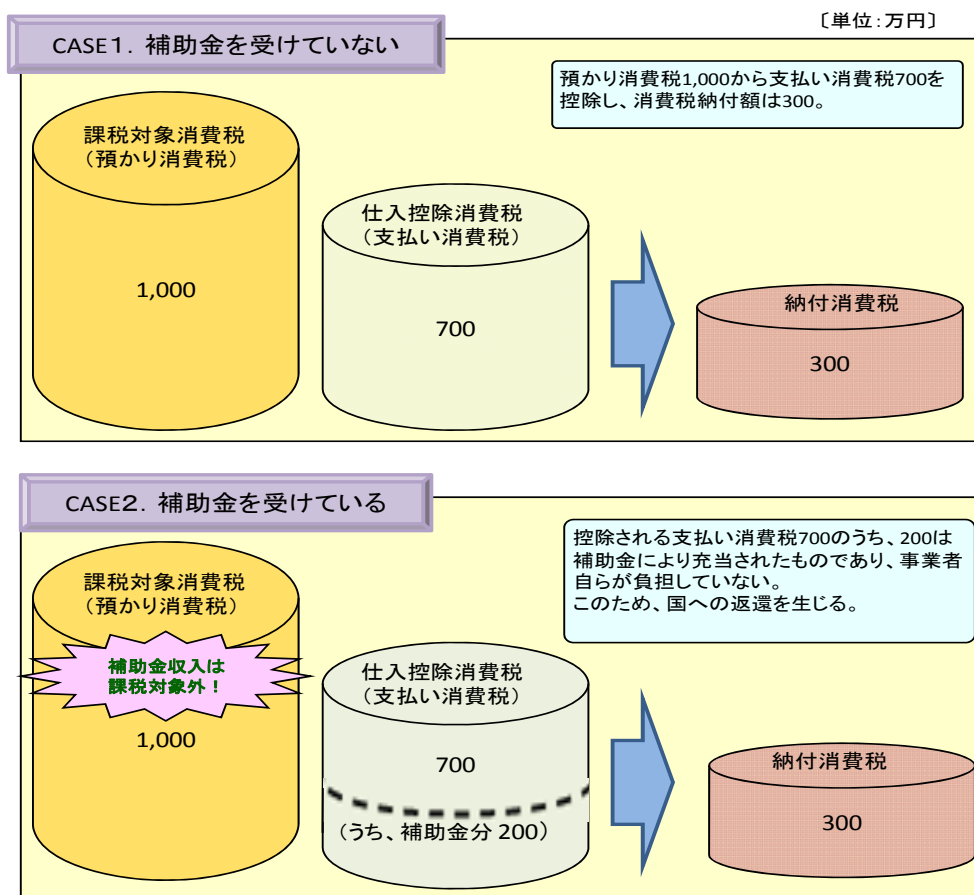 〔単位:万円〕
CASE1．補助金を受けていない
預かり消費税1,000から支払い消費税700を
控除し、消費税納付額は300。
課税対象消費税
（預かり消費税）
1,000
仕入控除消費税
（支払い消費税）
700
納付消費税
300
CASE２．補助金を受けている
控除される支払い消費税700のうち、200は
補助金により充当されたものであり、事業者
自らが負担していない。
このため、国への返還を生じる。
課税対象消費税
（預かり消費税）
補助金収入は
課税対象外！
1,000
仕入控除消費税
（支払い消費税）
700
（うち、補助金分 200）
納付消費税
300